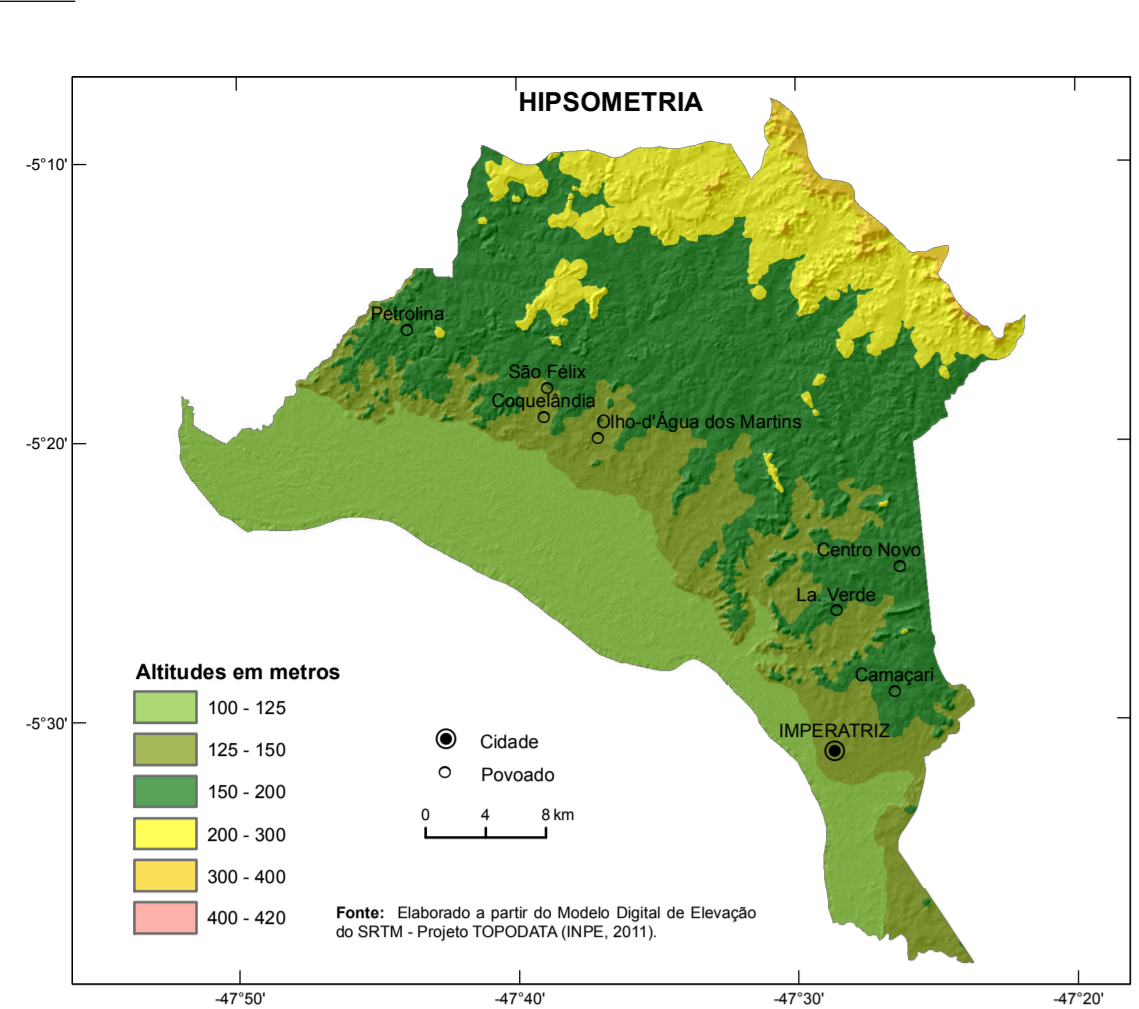 HIPSOMETRIA
-5°10'
Petrolina
São Félix
Coquelândia
Olho-d'Água dos Martins
-5°20'
Centro Novo
La. Verde
Camaçari
-5°30'
IMPERATRIZ
Altitudes em metros
100 - 125
125 - 150
150 - 200
200 - 300
300 - 400
400 - 420
Cidade
Povoado
0 4 8 km
Fonte: Elaborado a partir do Modelo Digital de Elevação
do SRTM - Projeto TOPODATA (INPE, 2011).
-47°50' -47°40' -47°30' -47°20'